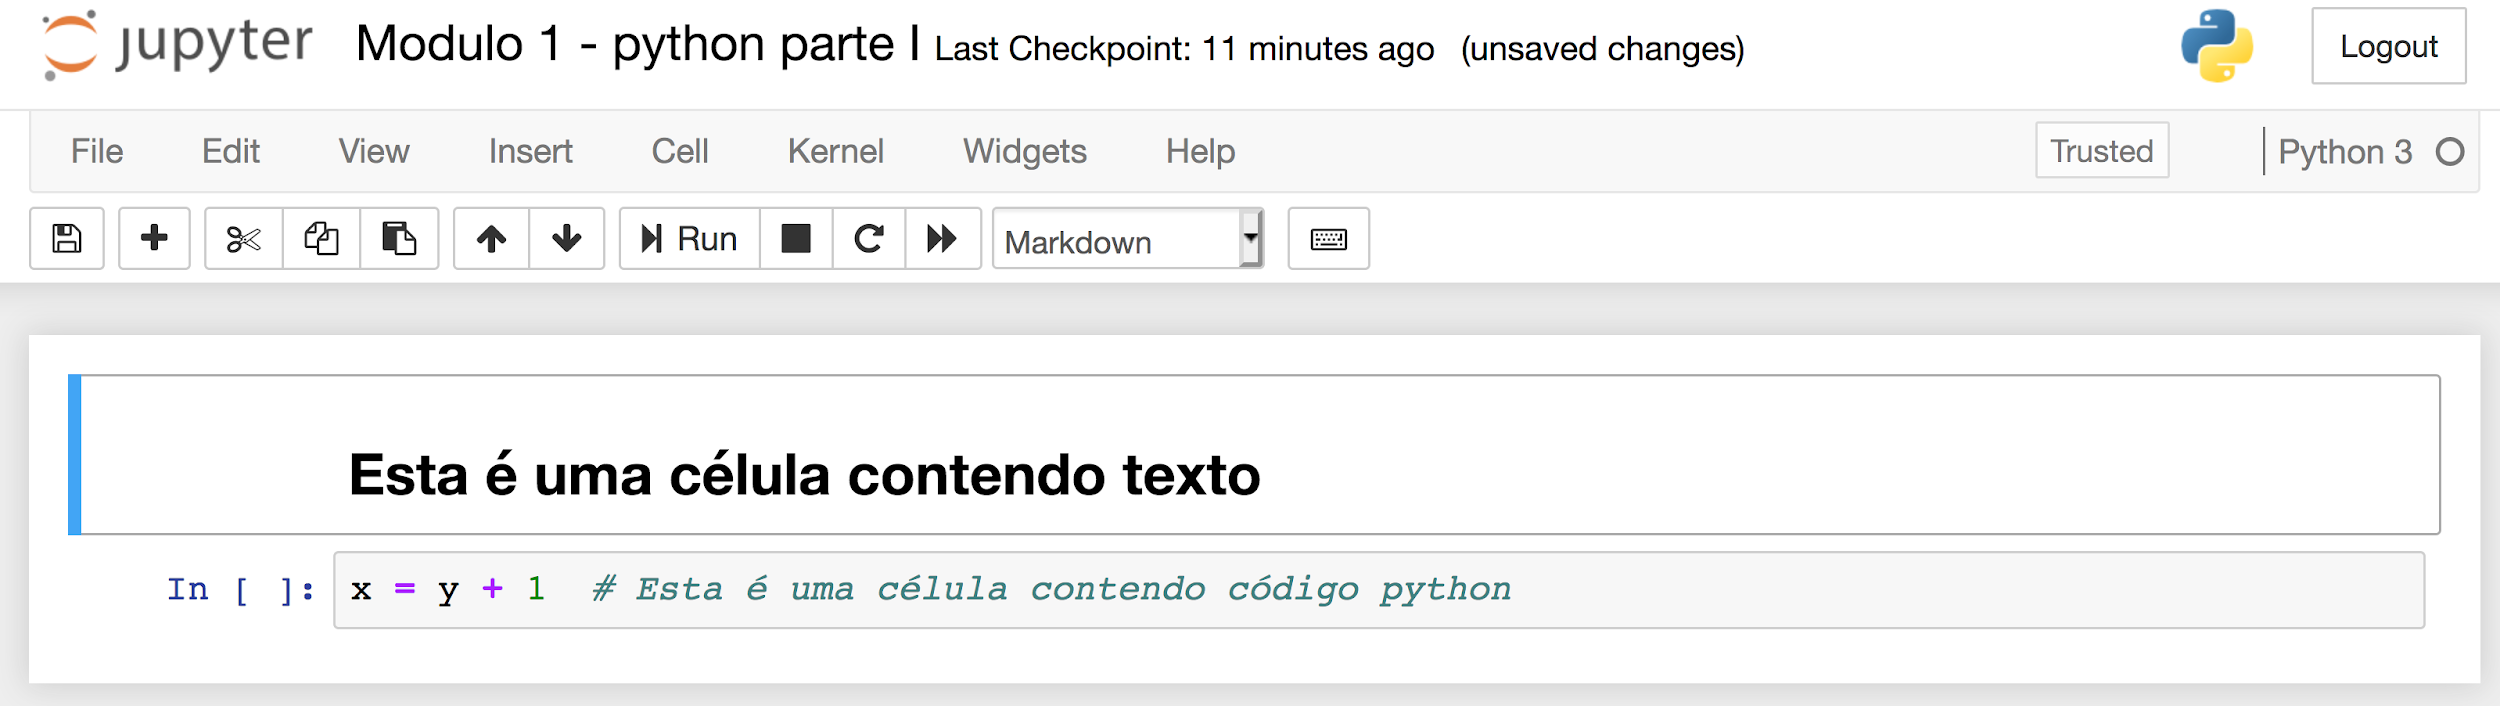 jupyter Modulo 1 - python parte I Last Checkpoint: 11 minutes ago (unsaved changes) Logout
File Edit View Insert Cell Kernel Widgets Help Trusted Python 3
Run Markdown
Esta é uma célula contendo texto
In [ ]: x = y + 1 # Esta é uma célula contendo código python